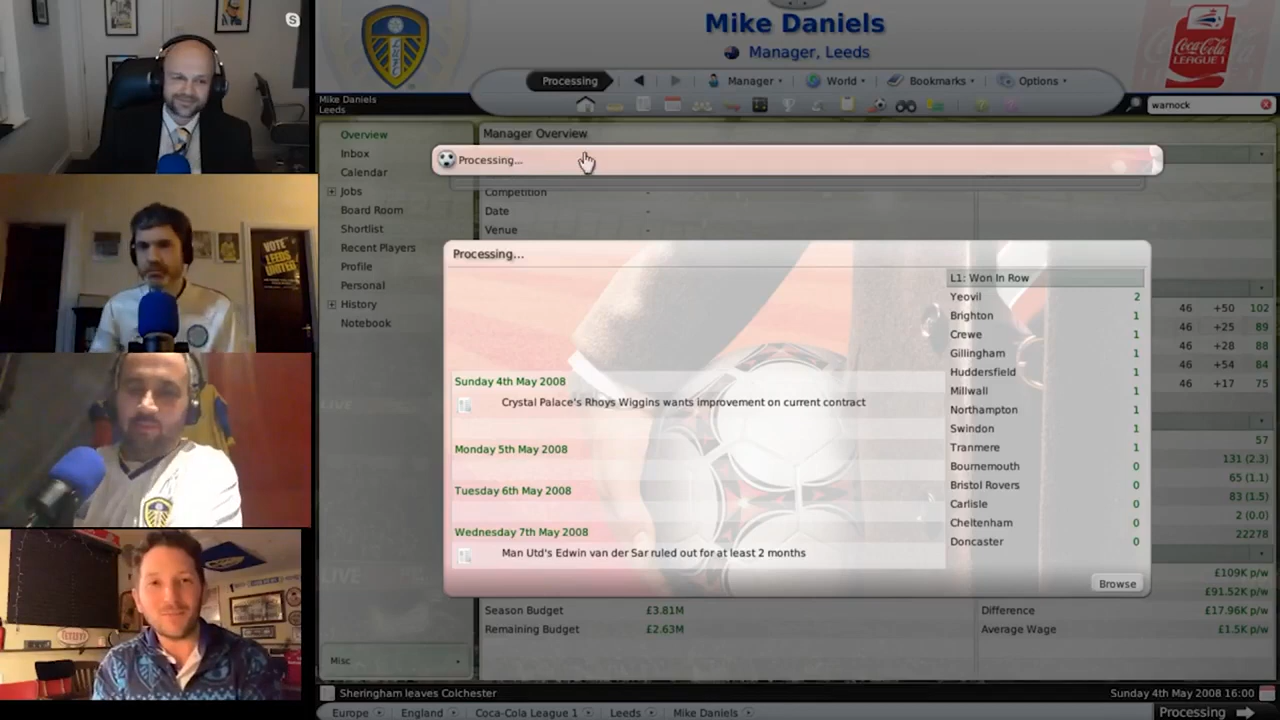 S
VOTE
LEEDS
UNITED
Mike Daniels
Manager, Leeds
Coca-Cola
LEAGUE 1
Processing
Manager
World
Bookmarks
Options
Mike Daniels
Leeds
warnock
Overview
Inbox
Calendar
Jobs
Board Room
Shortlist
Recent Players
Profile
Personal
History
Notebook
Misc
Manager Overview
Processing...
Competition -
Date -
Venue -
Processing...
Sunday 4th May 2008
Crystal Palace's Rhoys Wiggins wants improvement on current contract
Monday 5th May 2008
Tuesday 6th May 2008
Wednesday 7th May 2008
Man Utd's Edwin van der Sar ruled out for at least 2 months
L1: Won In Row
Yeovil 2
Brighton 1
Crewe 1
Gillingham 1
Huddersfield 1
Millwall 1
Northampton 1
Swindon 1
Tranmere 1
Bournemouth 0
Bristol Rovers 0
Carlisle 0
Cheltenham 0
Doncaster 0
Browse
46 +50 102
46 +25 89
46 +28 88
46 +54 84
46 +17 75
57
131 (2.3)
65 (1.1)
83 (1.5)
2 (0.0)
22278
£109K p/w
£91.52K p/w
Season Budget £3.81M Difference £17.96K p/w
Remaining Budget £2.63M Average Wage £1.5K p/w
Sheringham leaves Colchester
Sunday 4th May 2008 16:00
Europe England Coca-Cola League 1 Leeds Mike Daniels
Processing